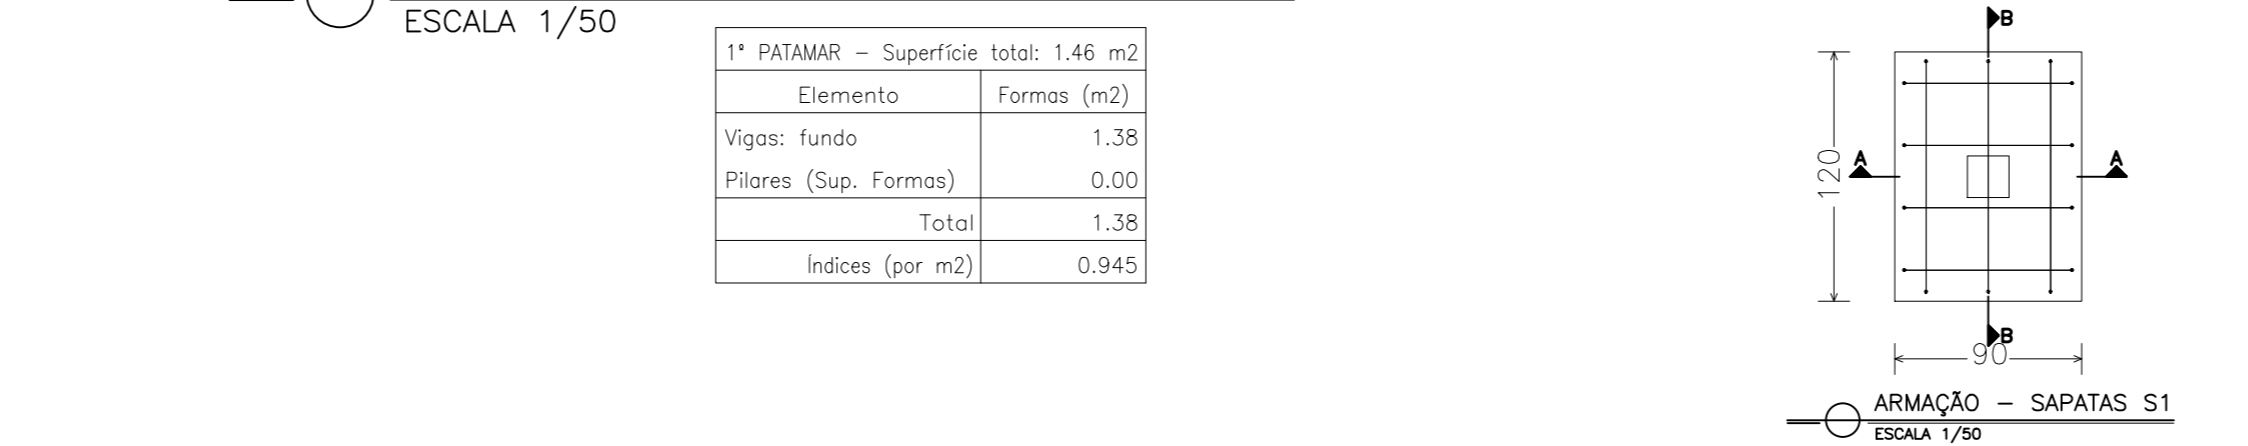 ESCALA 1/50
1ª PATAMAR – Superfície total: 1.46 m2
Elemento Formas (m2)
Vigas: fundo 1.38
Pilares (Sup. Formas) 0.00
Total 1.38
Índices (por m2) 0.945
B
120
A A
B
90
ARMAÇÃO – SAPATAS S1
ESCALA 1/50